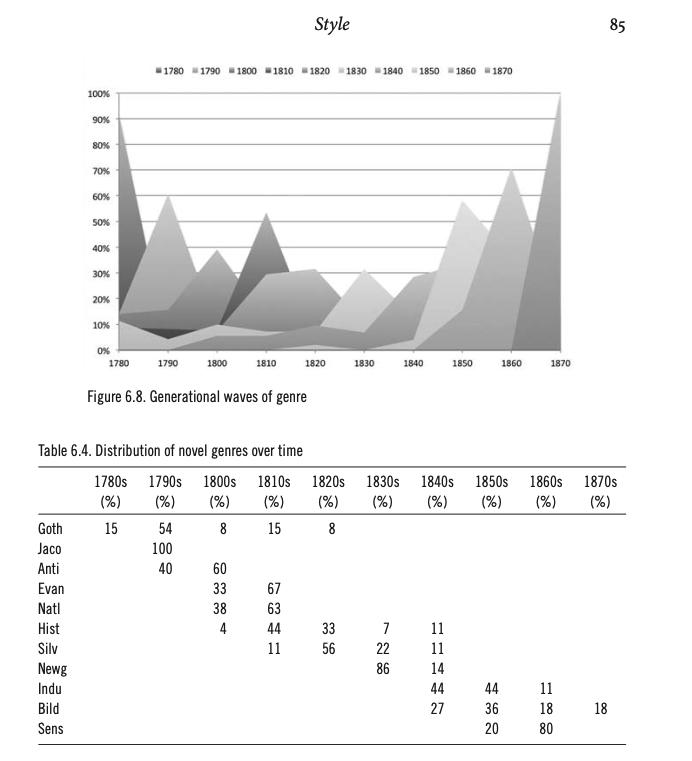 Style 85
1780 1790 1800 1810 1820 1830 1840 1850 1860 1870
100%
90%
80%
70%
60%
50%
40%
30%
20%
10%
0%
1780 1790 1800 1810 1820 1830 1840 1850 1860 1870
Figure 6.8. Generational waves of genre
Table 6.4. Distribution of novel genres over time
1780s 1790s 1800s 1810s 1820s 1830s 1840s 1850s 1860s 1870s
(%) (%) (%) (%) (%) (%) (%) (%) (%) (%)
Goth 15 54 8 15 8
Jaco 100
Anti 40 60
Evan 33 67
Natl 38 63
Hist 4 44 33 7 11
Silv 11 56 22 11
Newg 86 14
Indu 44 44 11
Bild 27 36 18 18
Sens 20 80